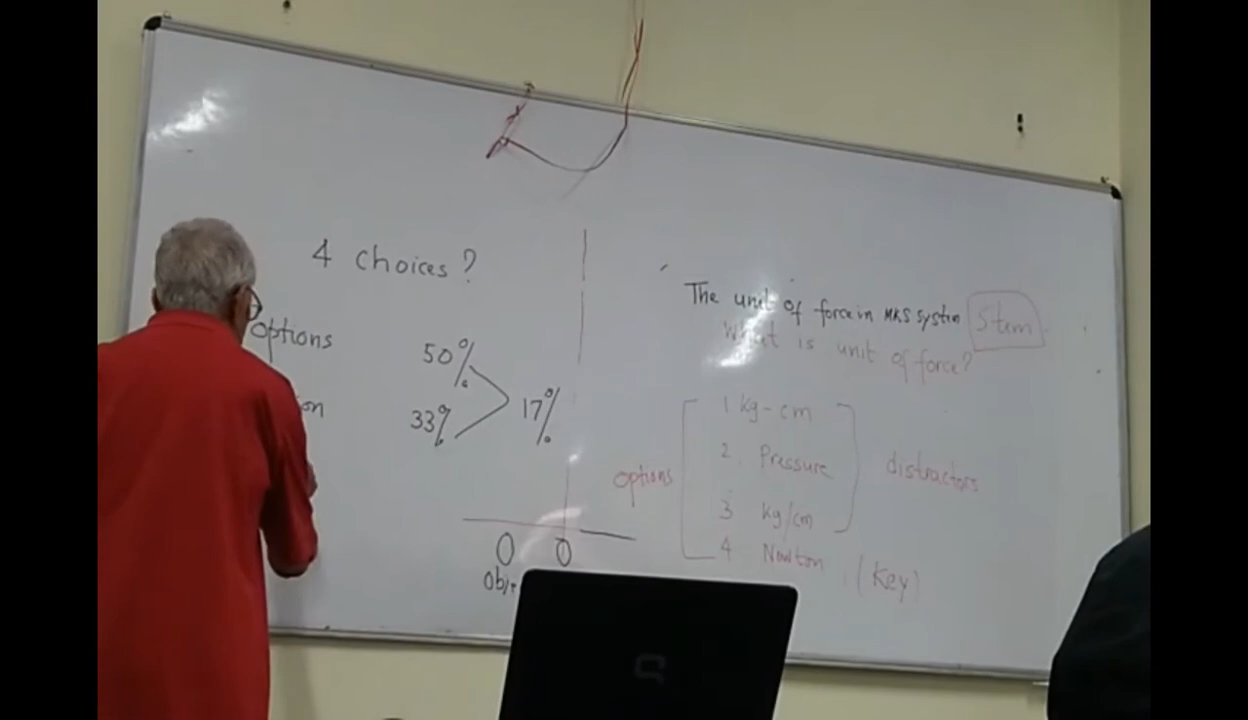 4 choices?
options
50%
33%
17%
0 0
The unit of force in MKS system
Stem
What is unit of force?
options
1 kg-cm
2. Pressure
3 kg/cm
4 Newton
distractors
(Key)